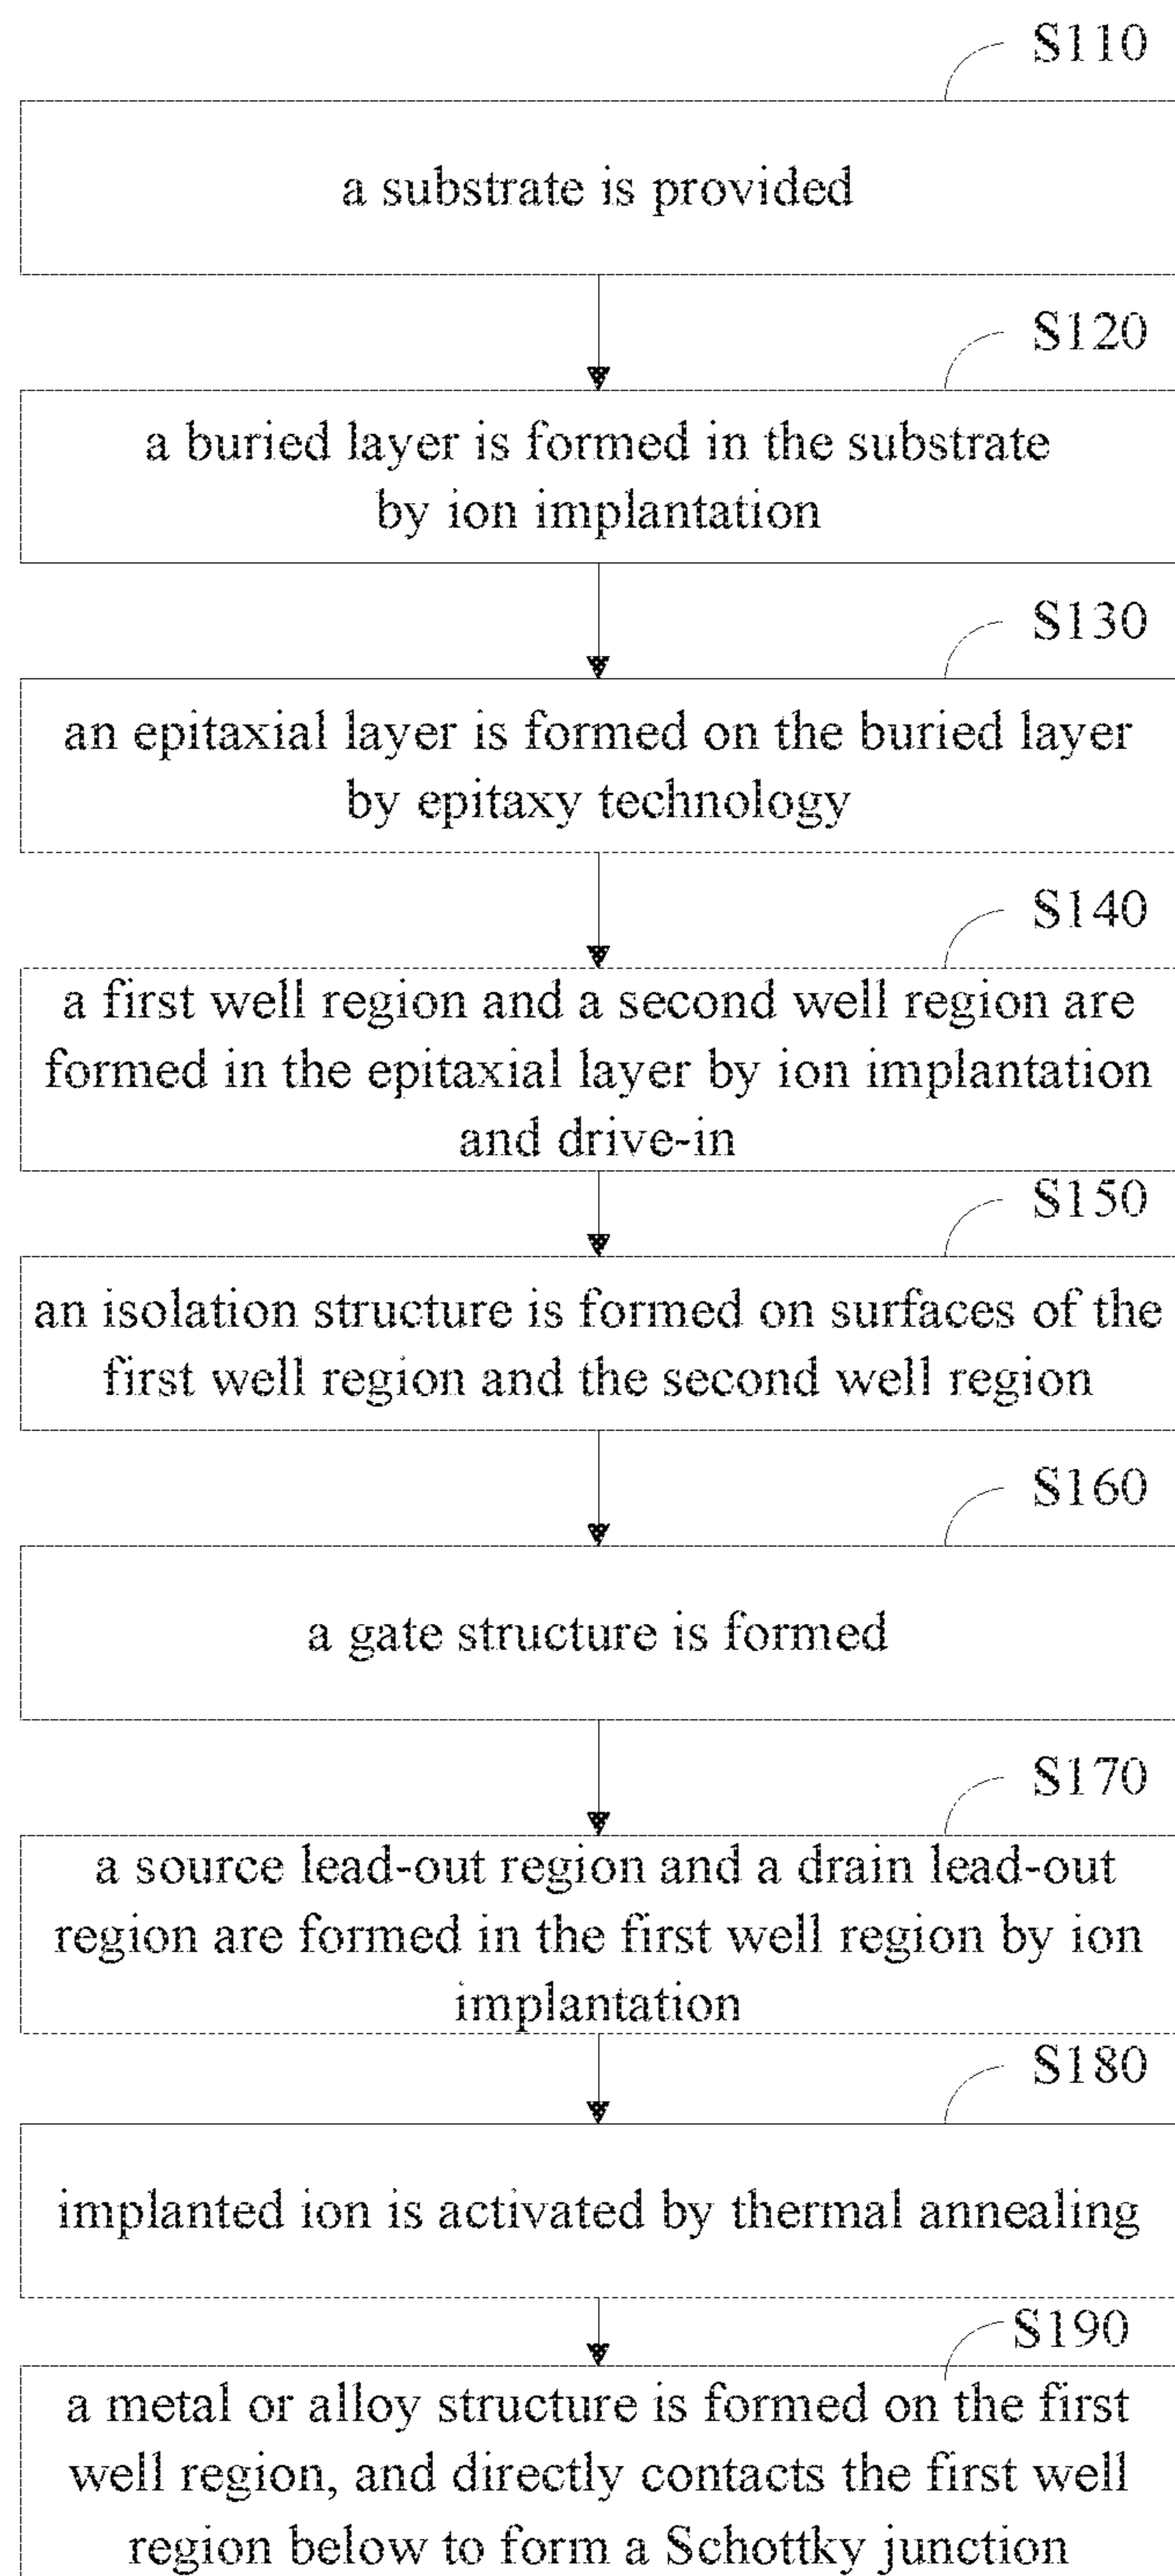 S110
a substrate is provided
S120
a buried layer is formed in the substrate
by ion implantation
S130
an epitaxial layer is formed on the buried layer
by epitaxy technology
S140
a first well region and a second well region are
formed in the epitaxial layer by ion implantation
and drive-in
S150
an isolation structure is formed on surfaces of the
first well region and the second well region
S160
a gate structure is formed
S170
a source lead-out region and a drain lead-out
region are formed in the first well region by ion
implantation
S180
implanted ion is activated by thermal annealing
S190
a metal or alloy structure is formed on the first
well region, and directly contacts the first well
region below to form a Schottky junction